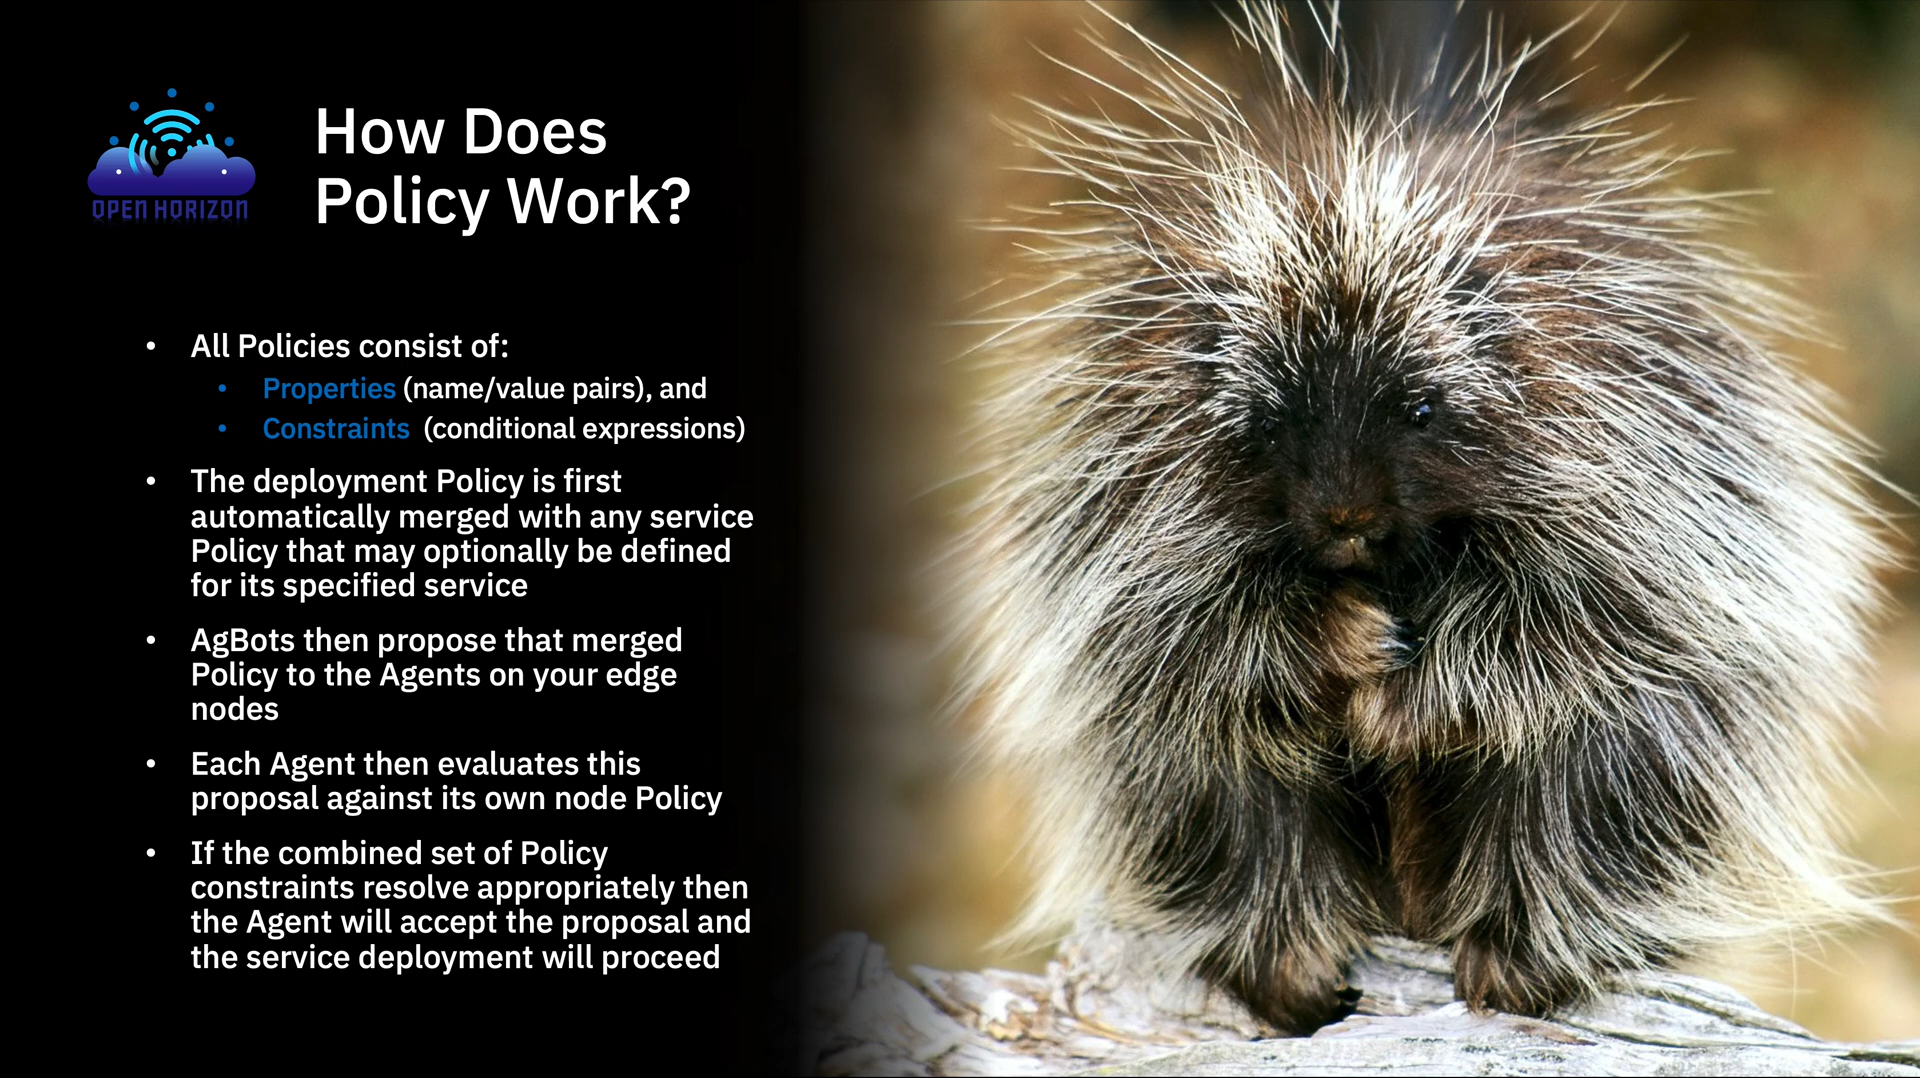 OPEN HORIZON
How Does
Policy Work?
• All Policies consist of:
• Properties (name/value pairs), and
• Constraints (conditional expressions)
• The deployment Policy is first
automatically merged with any service
Policy that may optionally be defined
for its specified service
• AgBots then propose that merged
Policy to the Agents on your edge
nodes
• Each Agent then evaluates this
proposal against its own node Policy
• If the combined set of Policy
constraints resolve appropriately then
the Agent will accept the proposal and
the service deployment will proceed